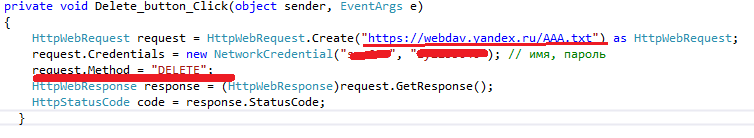 private void Delete_button_Click(object sender, EventArgs e)
{
HttpWebRequest request = HttpWebRequest.Create("https://webdav.yandex.ru/AAA.txt") as HttpWebRequest;
request.Credentials = new NetworkCredential("", ""); // имя, пароль
request.Method = "DELETE";
HttpWebResponse response = (HttpWebResponse)request.GetResponse();
HttpStatusCode code = response.StatusCode;
}